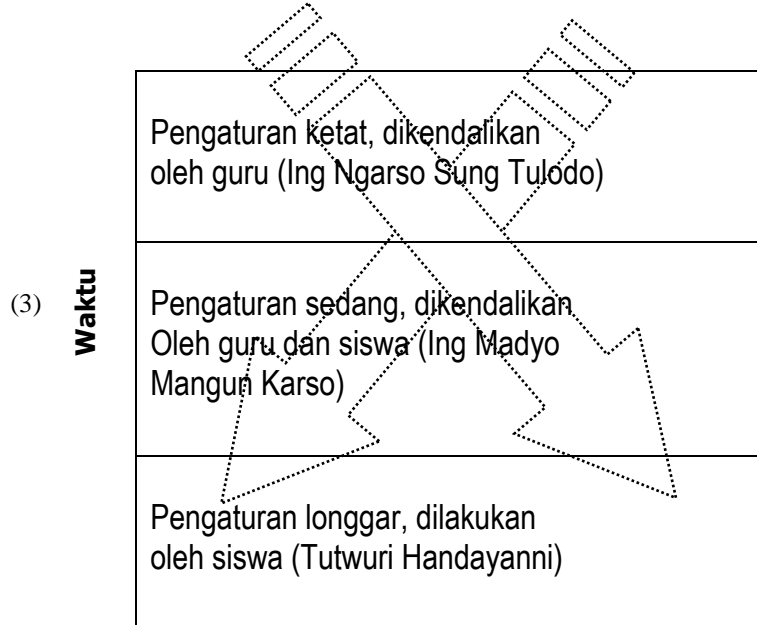 Pengaturan ketat, dikendalikan
oleh guru (Ing Ngarso Sung Tulodo)
(3)
Waktu
Pengaturan sedang, dikendalikan
Oleh guru dan siswa (Ing Madyo
Mangun Karso)
Pengaturan longgar, dilakukan
oleh siswa (Tutwuri Handayanni)